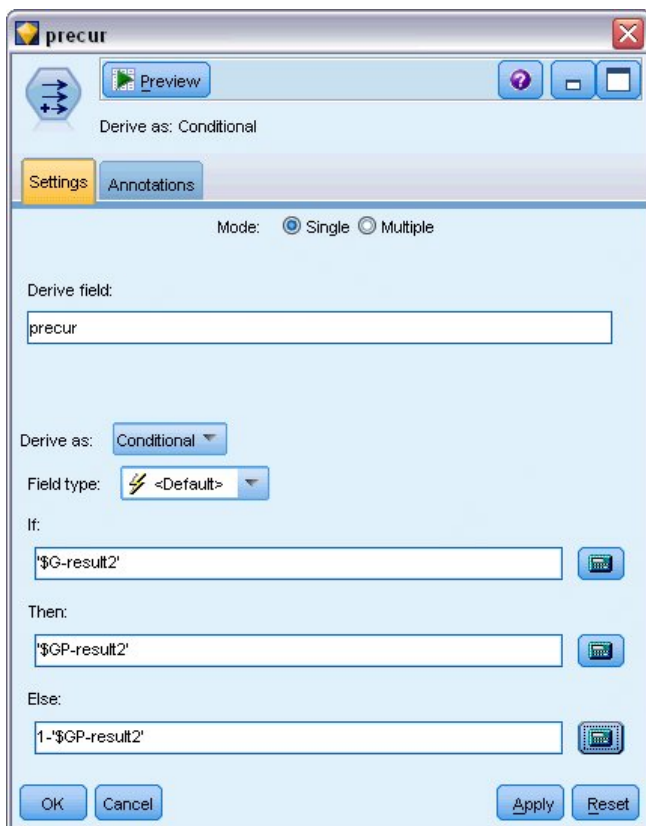 precur
Preview
Derive as: Conditional
Settings Annotations
Mode: Single Multiple
Derive field:
precur
Derive as: Conditional
Field type: <Default>
If:
'$G-result2'
Then:
'$GP-result2'
Else:
1-'$GP-result2'
OK Cancel Apply Reset